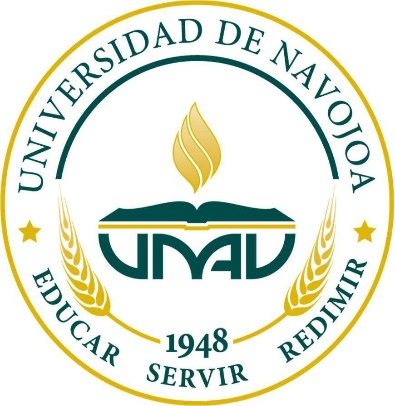 UNIVERSIDAD DE NAVOJOA
UNAV
1948
EDUCAR SERVIR REDIMIR